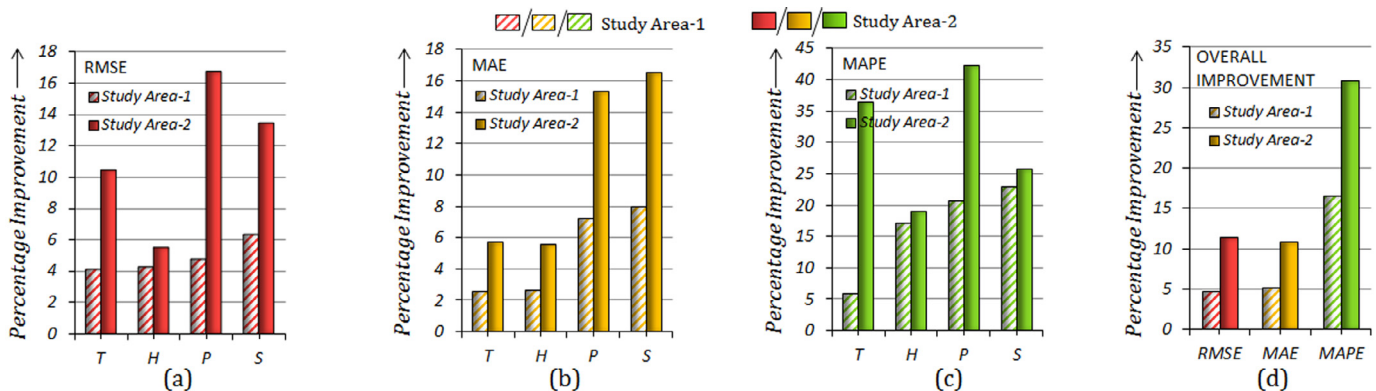 Study Area-1
Study Area-2
Percentage Improvement
18
16
14
12
10
8
6
4
2
0
RMSE
Study Area-1
Study Area-2
T H P S
(a)
Percentage Improvement
18
16
14
12
10
8
6
4
2
0
MAE
Study Area-1
Study Area-2
T H P S
(b)
Percentage Improvement
45
40
35
30
25
20
15
10
5
0
MAPE
Study Area-1
Study Area-2
T H P S
(c)
Percentage Improvement
35
30
25
20
15
10
5
0
OVERALL
IMPROVEMENT
Study Area-1
Study Area-2
RMSE MAE MAPE
(d)